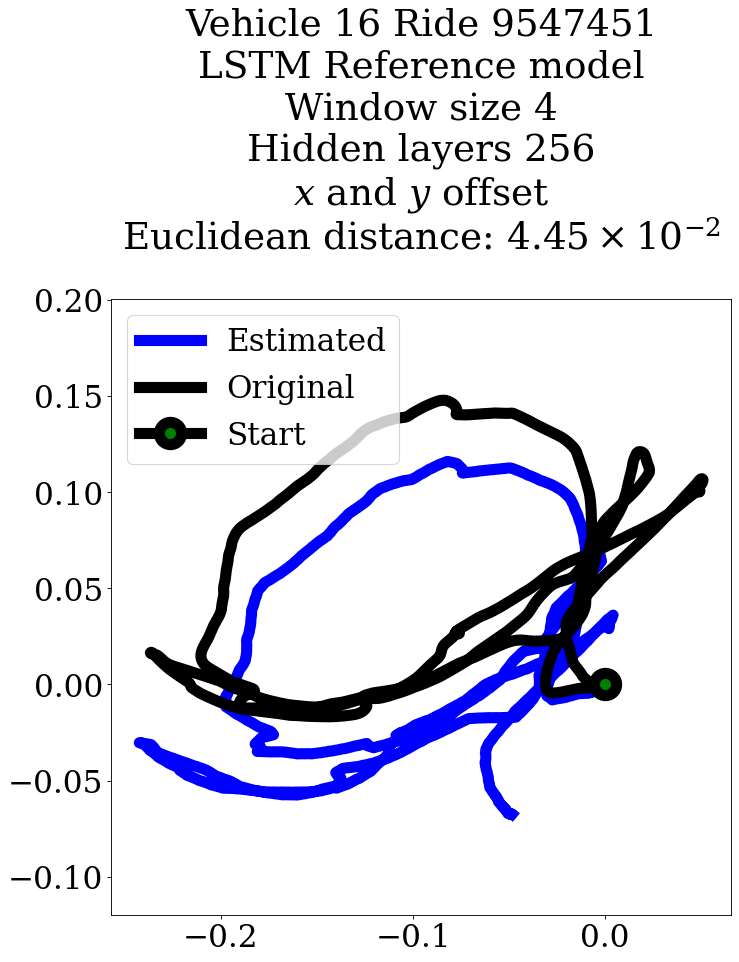 Vehicle 16 Ride 9547451
LSTM Reference model
Window size 4
Hidden layers 256
x and y offset
Euclidean distance: 4.45 × 10⁻²
0.20
Estimated
0.15
Original
Start
0.10
0.05
0.00
−0.05
−0.10
−0.2 −0.1 0.0